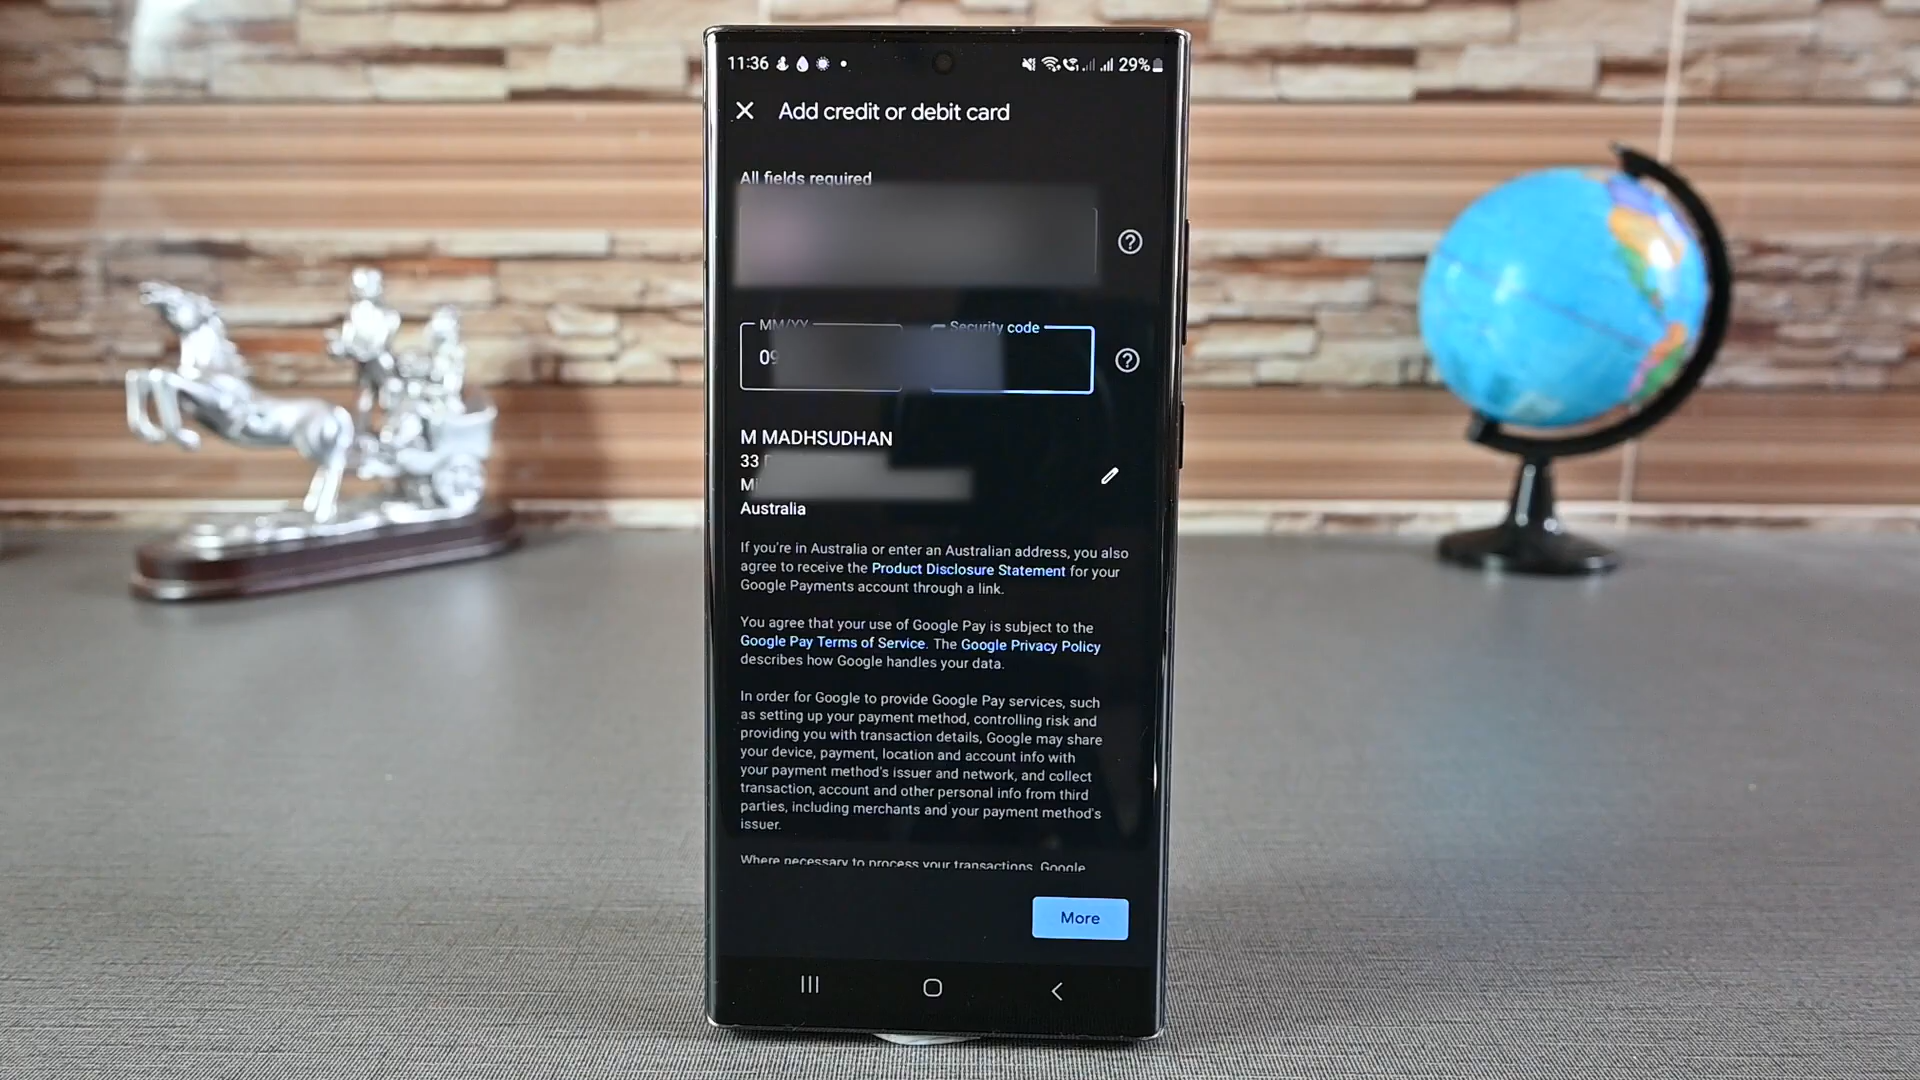 11:36 29%
Add credit or debit card
All fields required
MM/YY Security code
09
M MADHSUDHAN
33
Mi
Australia
If you're in Australia or enter an Australian address, you also
agree to receive the Product Disclosure Statement for your
Google Payments account through a link.
You agree that your use of Google Pay is subject to the
Google Pay Terms of Service. The Google Privacy Policy
describes how Google handles your data.
In order for Google to provide Google Pay services, such
as setting up your payment method, controlling risk and
providing you with transaction details, Google may share
your device, payment, location and account info with
your payment method's issuer and network, and collect
transaction, account and other personal info from third
parties, including merchants and your payment method's
issuer.
Where necessary to process your transactions, Google
More